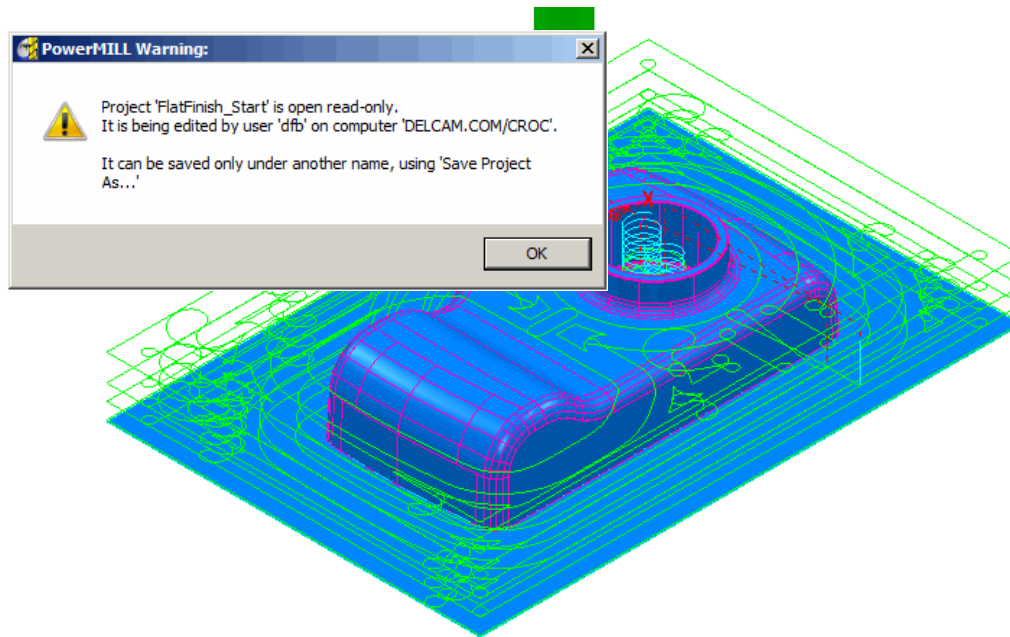 PowerMILL Warning:
Project 'FlatFinish_Start' is open read-only.
It is being edited by user 'dfb' on computer 'DELCAM.COM/CROC'.
It can be saved only under another name, using 'Save Project
As...'
OK
X